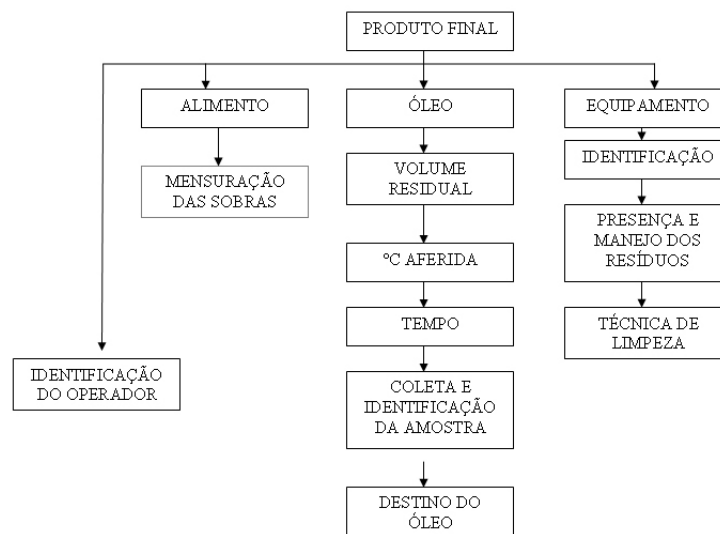 PRODUTO FINAL
ALIMENTO
ÓLEO
EQUIPAMENTO
MENSURAÇÃO
DAS SOBRAS
VOLUME
RESIDUAL
IDENTIFICAÇÃO
PRESENÇA E
MANEJO DOS
RESÍDUOS
ºC AFERIDA
TEMPO
TÉCNICA DE
LIMPEZA
IDENTIFICAÇÃO
DO OPERADOR
COLETA E
IDENTIFICAÇÃO
DA AMOSTRA
DESTINO DO
ÓLEO